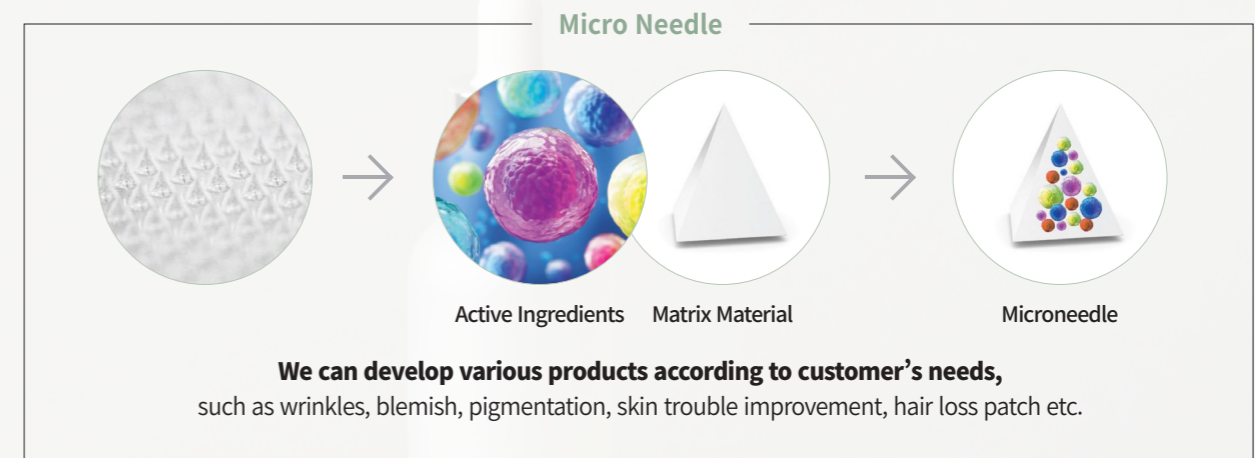 Micro Needle
Active Ingredients
Matrix Material
Microneedle
We can develop various products according to customer’s needs,
such as wrinkles, blemish, pigmentation, skin trouble improvement, hair loss patch etc.